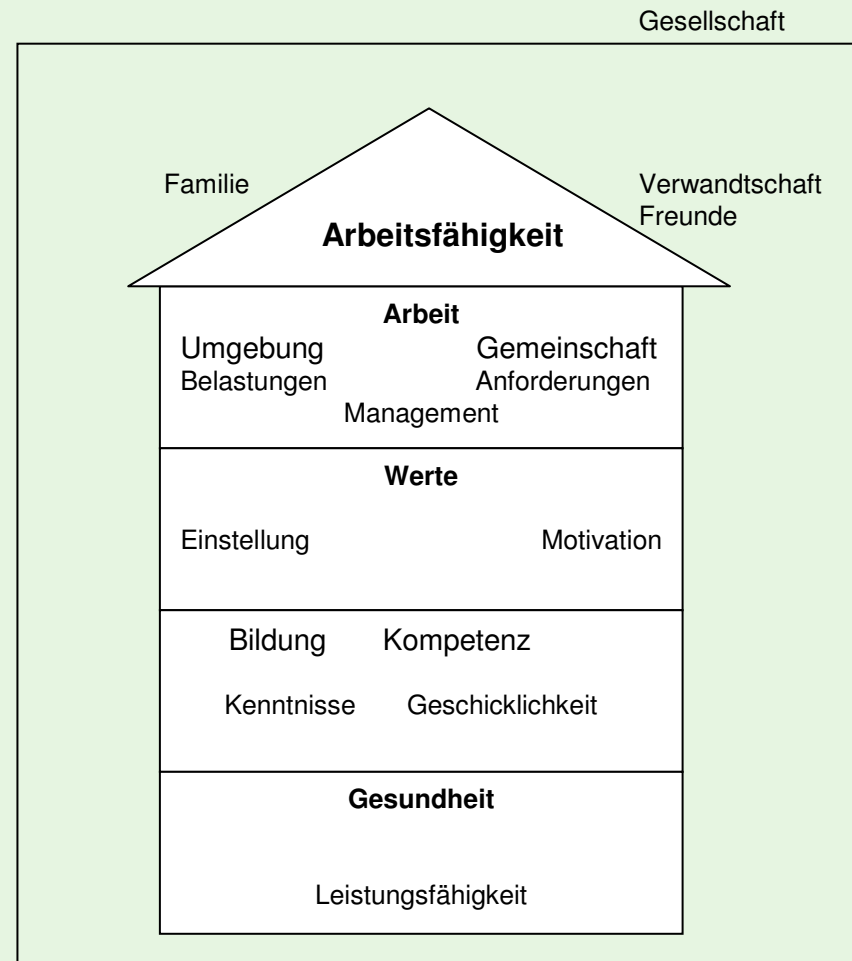 Gesellschaft
Familie
Verwandtschaft
Freunde
Arbeitsfähigkeit
Arbeit
Umgebung Gemeinschaft
Belastungen Anforderungen
Management
Werte
Einstellung Motivation
Bildung Kompetenz
Kenntnisse Geschicklichkeit
Gesundheit
Leistungsfähigkeit